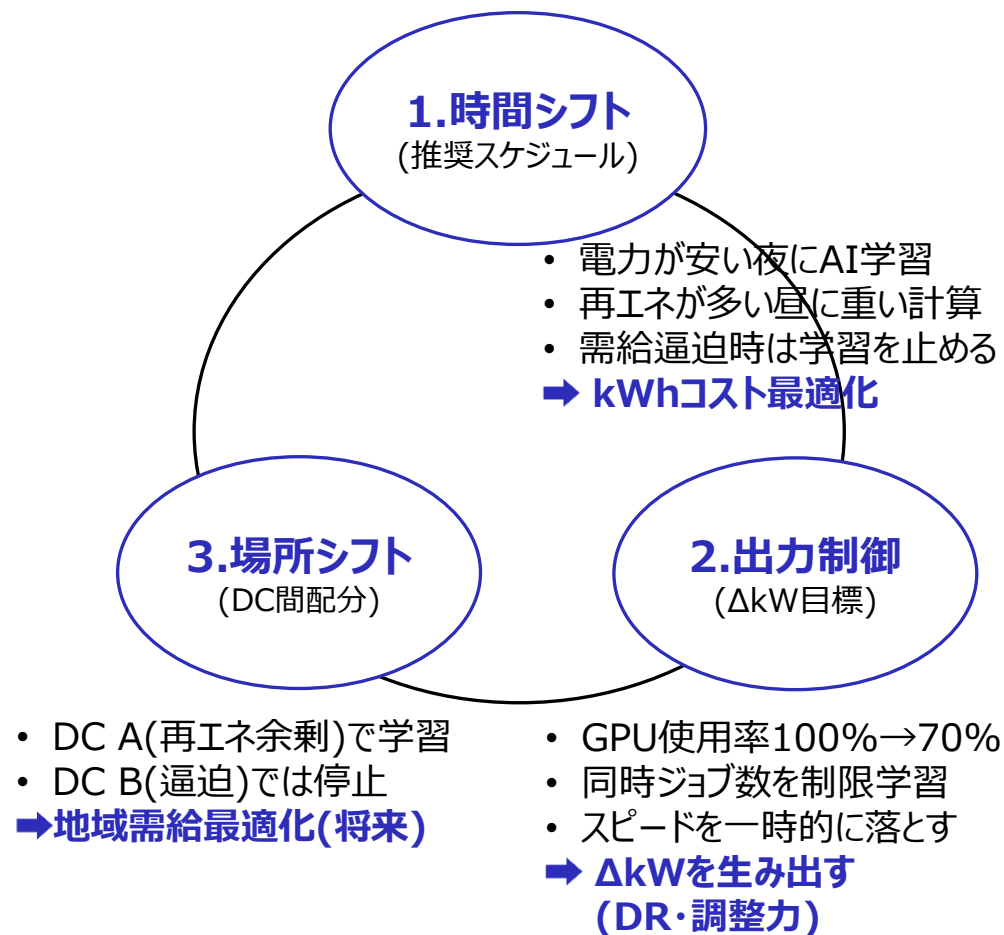 1.時間シフト
(推奨スケジュール)
• 電力が安い夜にAI学習
• 再エネが多い昼に重い計算
• 需給逼迫時は学習を止める
➡ kWhコスト最適化
3.場所シフト
(DC間配分)
2.出力制御
(ΔkW目標)
• DC A(再エネ余剰)で学習
• DC B(逼迫)では停止
➡地域需給最適化(将来)
• GPU使用率100%→70%
• 同時ジョブ数を制限学習
• スピードを一時的に落とす
➡ ΔkWを生み出す
(DR・調整力)